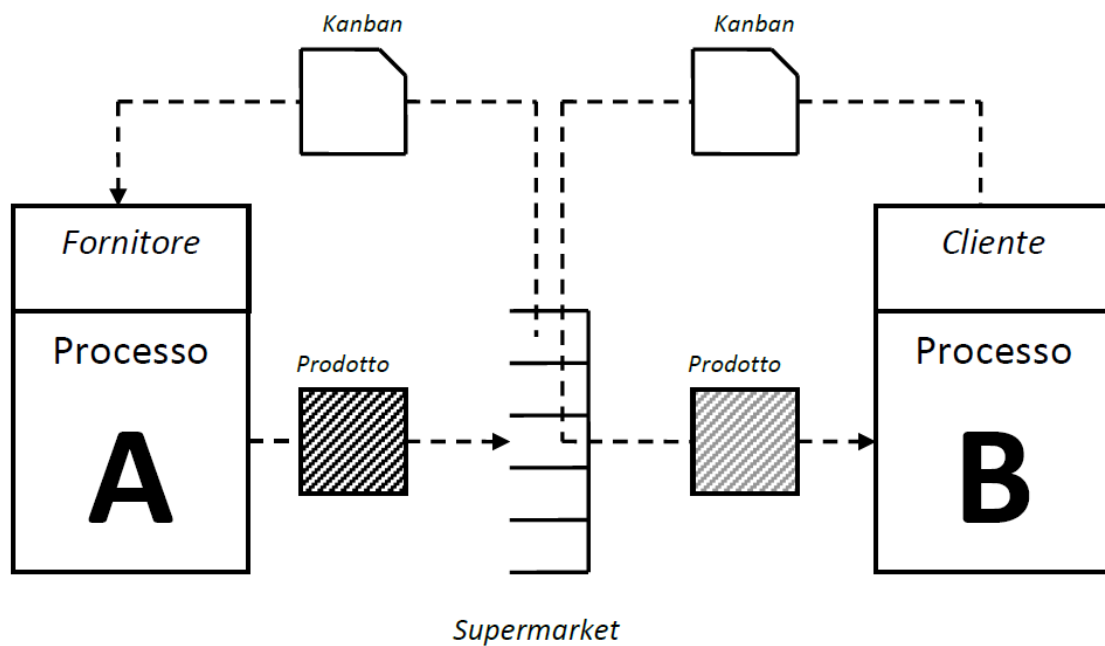 Kanban
Kanban
Fornitore
Cliente
Processo
Processo
Prodotto
Prodotto
A
B
Supermarket